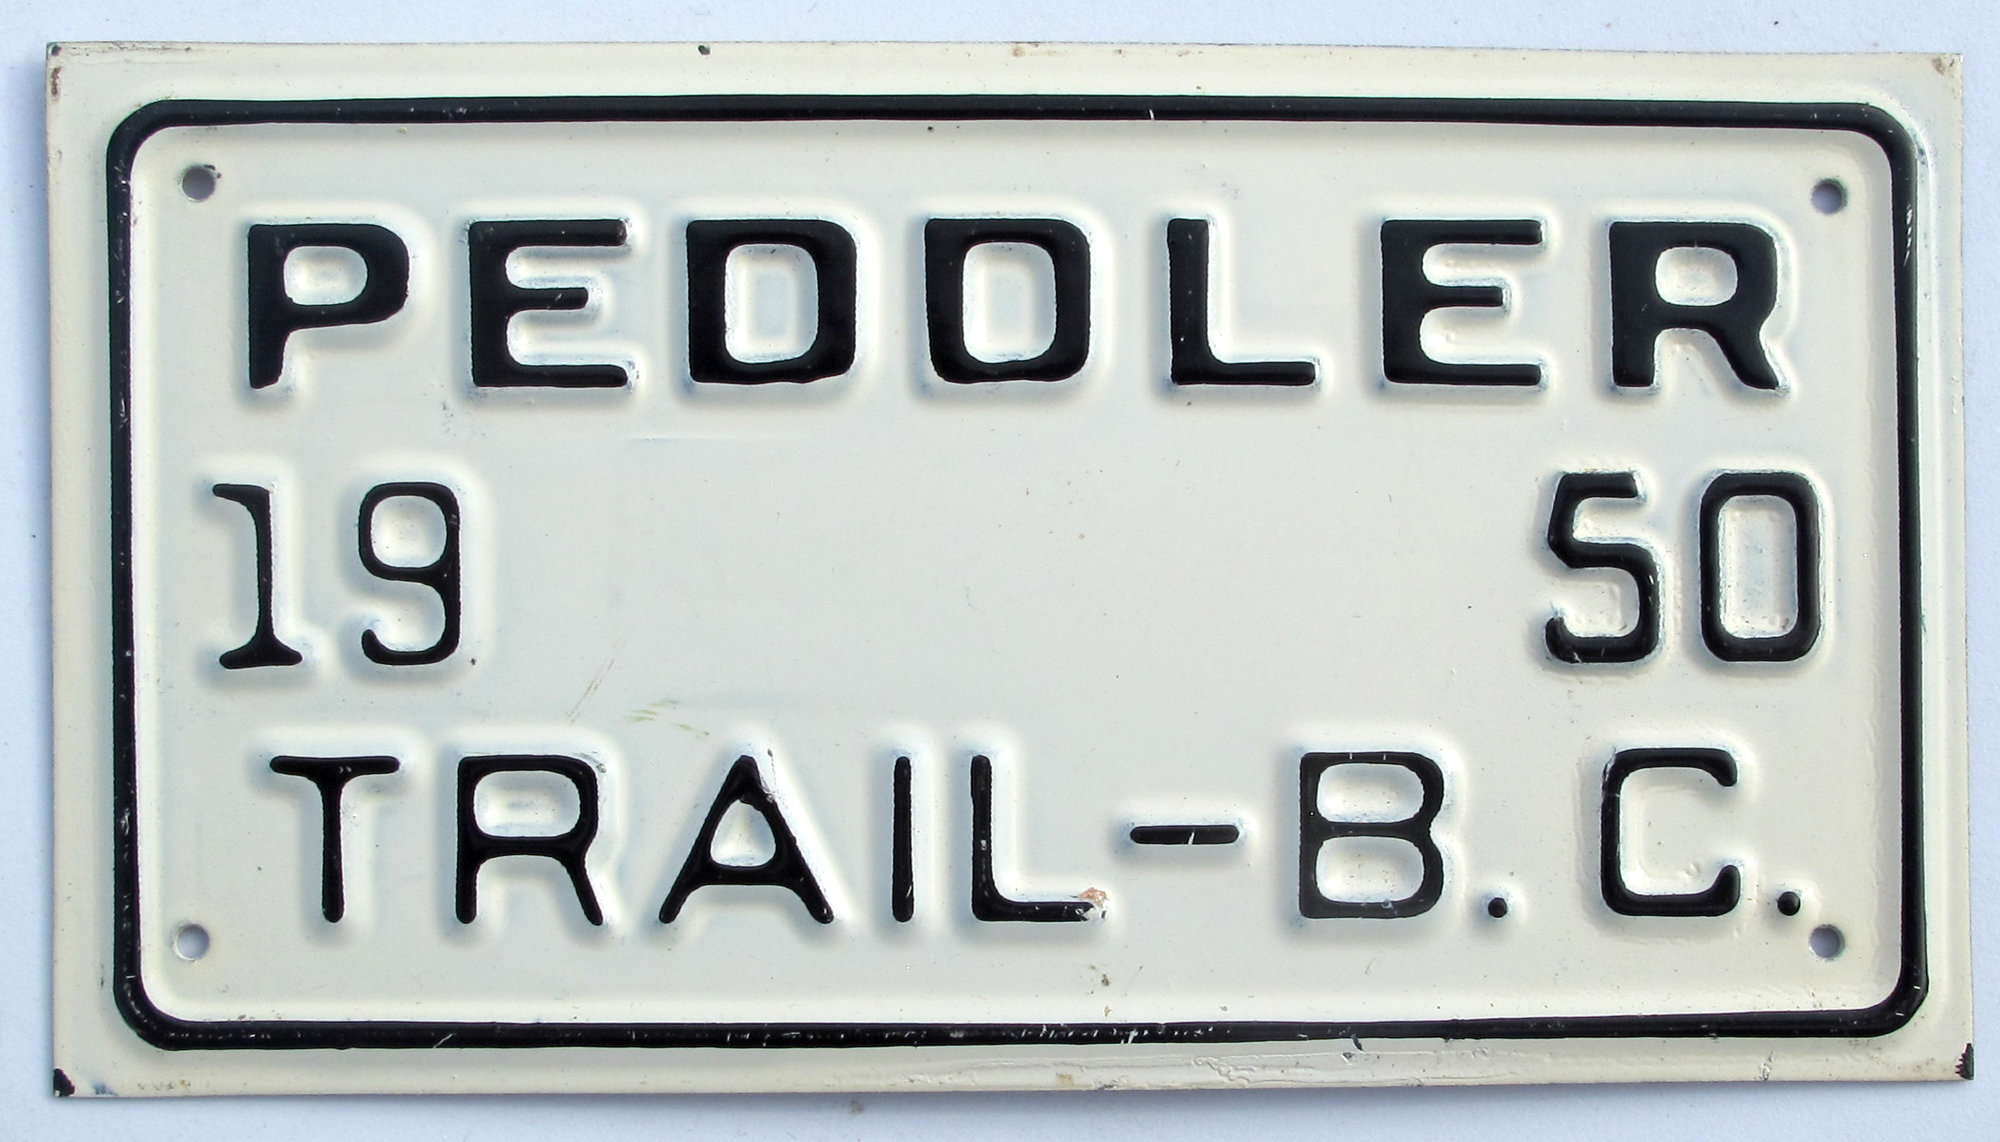 PEDDLER
19 50
TRAIL-B.C.